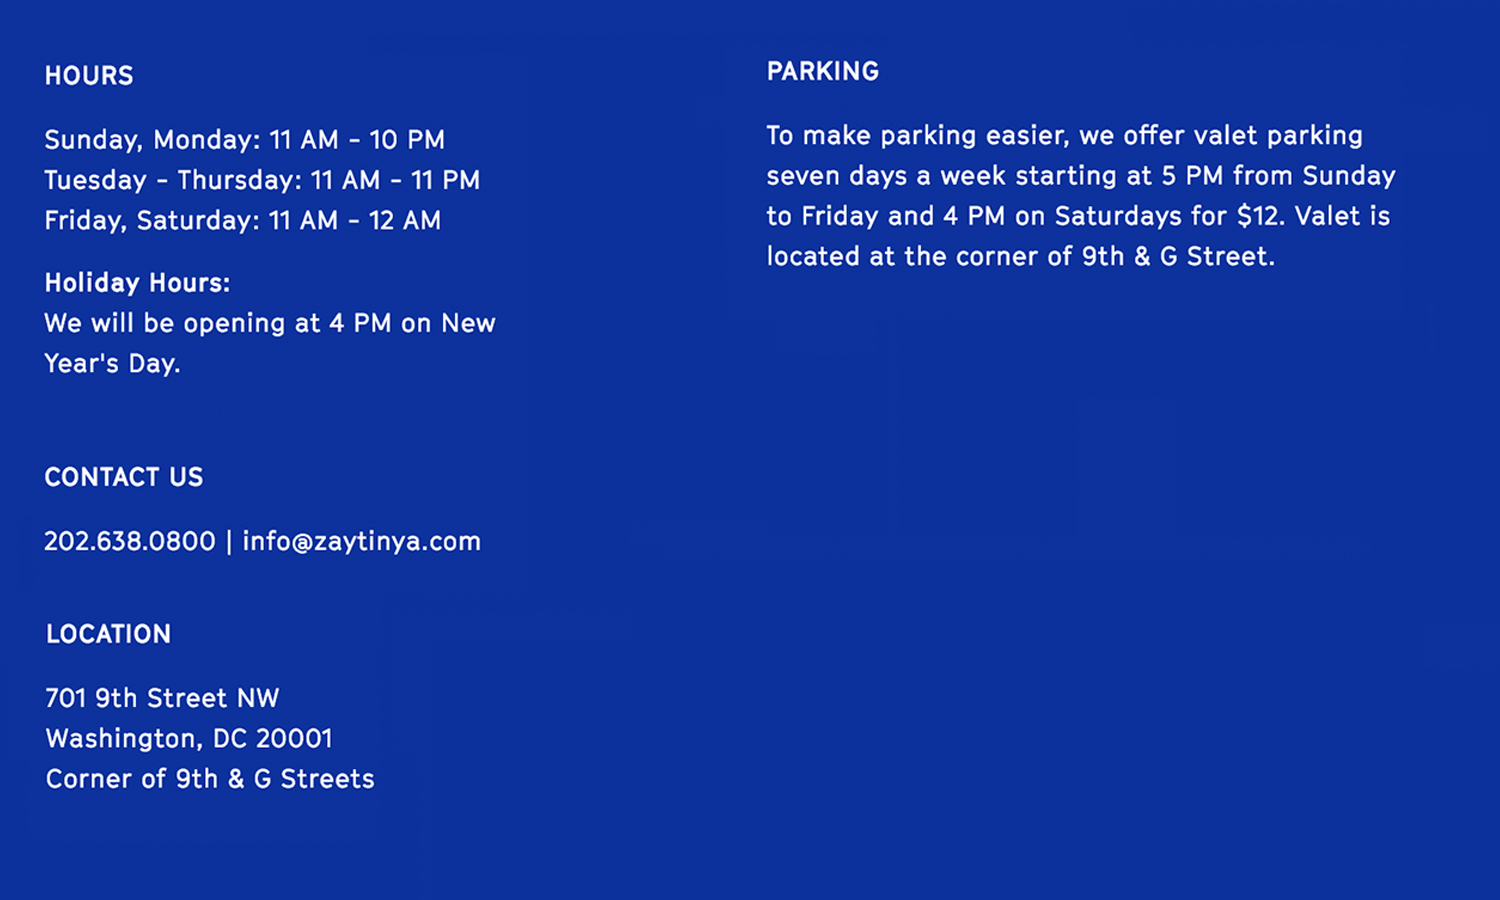 HOURS
Sunday, Monday: 11 AM - 10 PM
Tuesday - Thursday: 11 AM - 11 PM
Friday, Saturday: 11 AM - 12 AM
Holiday Hours:
We will be opening at 4 PM on New
Year's Day.
CONTACT US
202.638.0800 | info@zaytinya.com
LOCATION
701 9th Street NW
Washington, DC 20001
Corner of 9th & G Streets
PARKING
To make parking easier, we offer valet parking
seven days a week starting at 5 PM from Sunday
to Friday and 4 PM on Saturdays for $12. Valet is
located at the corner of 9th & G Street.